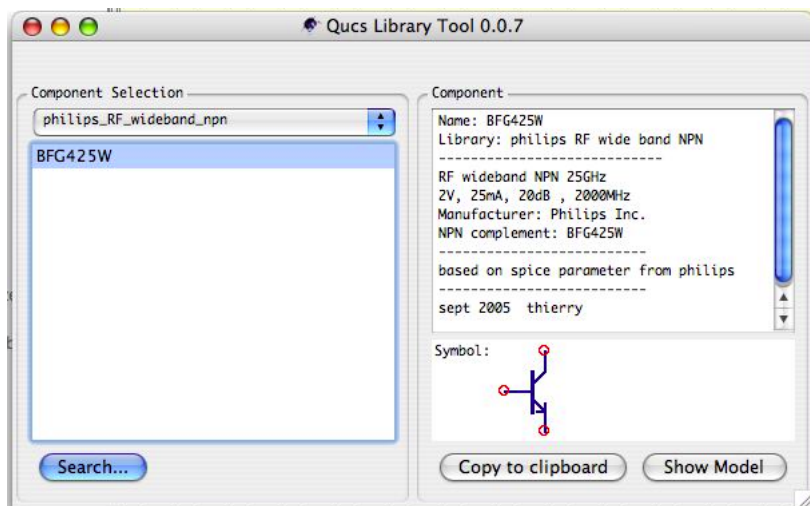 Qucs Library Tool 0.0.7
Component Selection
philips_RF_wideband_npn
BFG425W
Search...
Component
Name: BFG425W
Library: philips RF wide band NPN
----------------------------
RF wideband NPN 25GHz
2V, 25mA, 20dB , 2000MHz
Manufacturer: Philips Inc.
NPN complement: BFG425W
--------------------------
based on spice parameter from philips
--------------------------
sept 2005  thierry
Symbol:
Copy to clipboard
Show Model